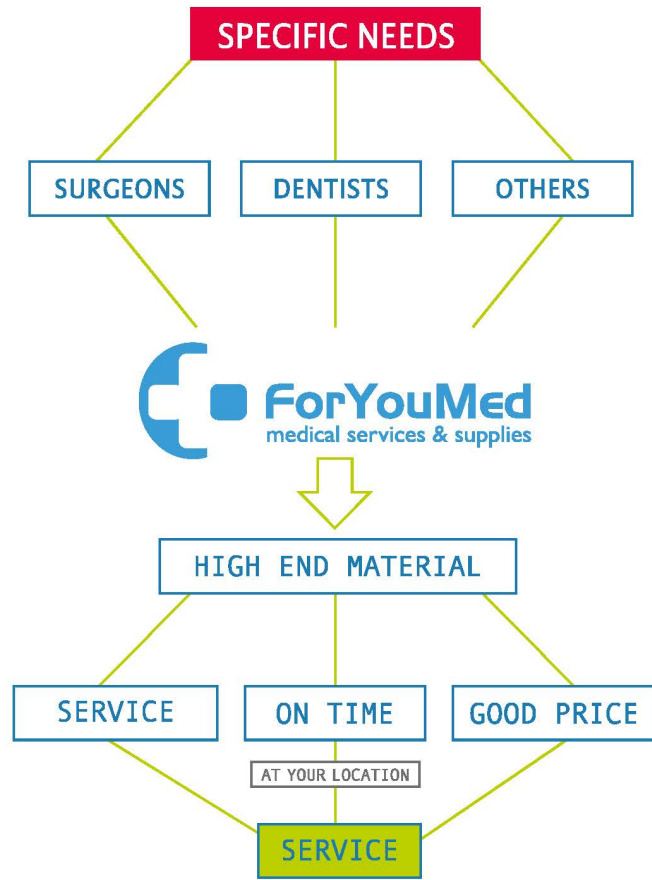 SPECIFIC NEEDS
SURGEONS
DENTISTS
OTHERS
ForYouMed
medical services & supplies
HIGH END MATERIAL
SERVICE
ON TIME
GOOD PRICE
AT YOUR LOCATION
SERVICE